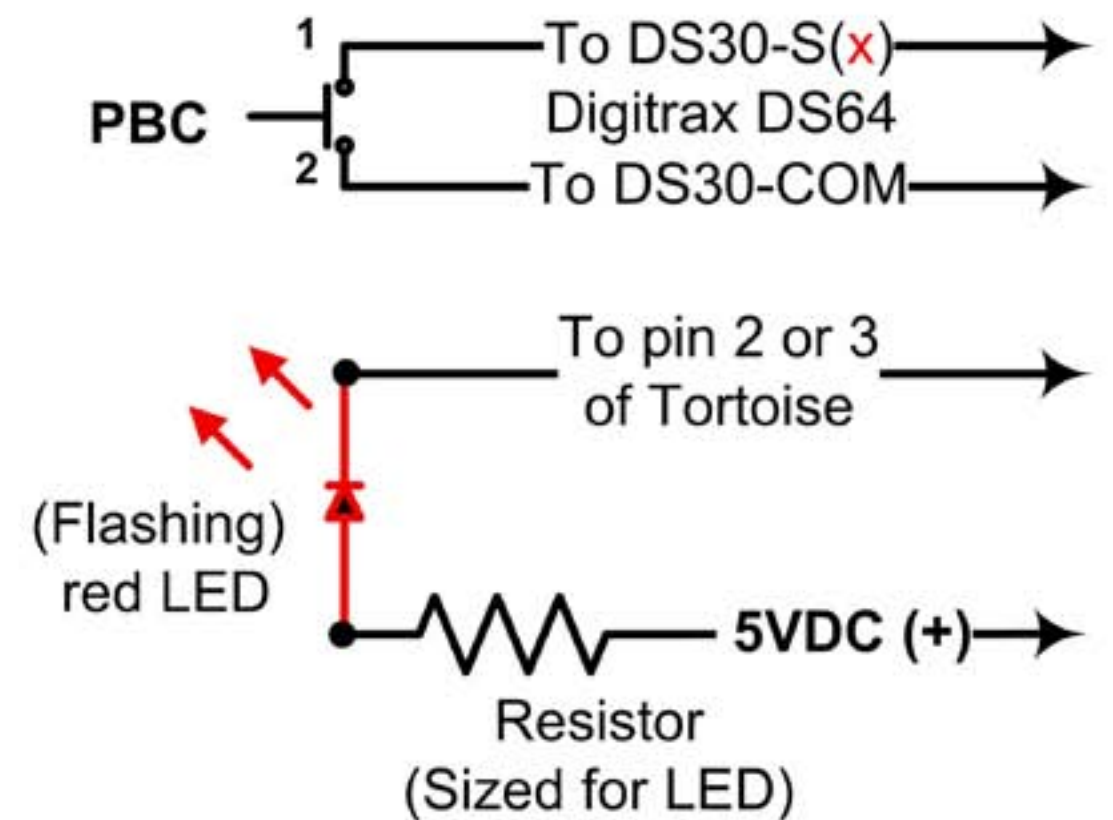 1
To DS30-S(x)
PBC
Digitrax DS64
2
To DS30-COM
To pin 2 or 3
of Tortoise
(Flashing)
red LED
5VDC (+)
Resistor
(Sized for LED)